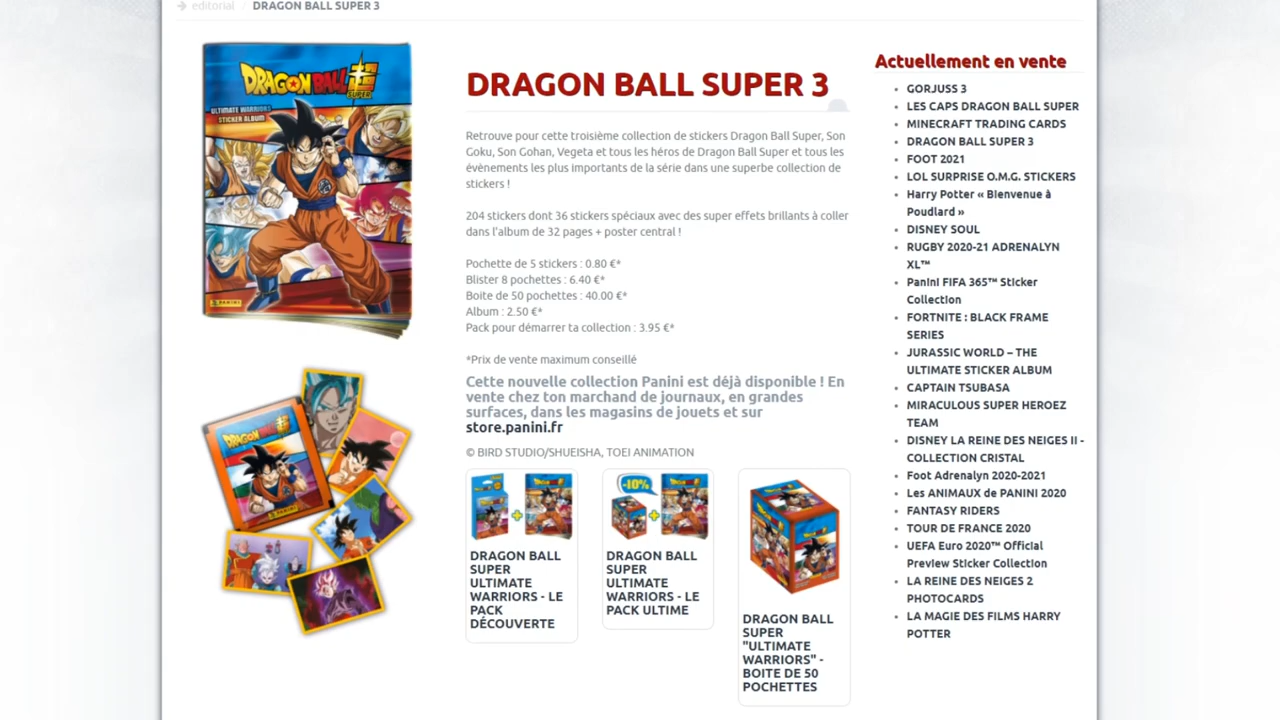 editorial / DRAGON BALL SUPER 3
DRAGON BALL SUPER
ULTIMATE WARRIORS
STICKER ALBUM
PANINI
DRAGON BALL SUPER
PANINI
DRAGON BALL SUPER 3
Retrouve pour cette troisième collection de stickers Dragon Ball Super, Son
Goku, Son Gohan, Vegeta et tous les héros de Dragon Ball Super et tous les
évènements les plus importants de la série dans une superbe collection de
stickers !
204 stickers dont 36 stickers spéciaux avec des super effets brillants à coller
dans l'album de 32 pages + poster central !
Pochette de 5 stickers : 0.80 €*
Blister 8 pochettes : 6.40 €*
Boite de 50 pochettes : 40.00 €*
Album : 2.50 €*
Pack pour démarrer ta collection : 3.95 €*
*Prix de vente maximum conseillé
Cette nouvelle collection Panini est déjà disponible ! En
vente chez ton marchand de journaux, en grandes
surfaces, dans les magasins de jouets et sur
store.panini.fr
© BIRD STUDIO/SHUEISHA, TOEI ANIMATION
DRAGON BALL
SUPER
ULTIMATE
WARRIORS - LE
PACK
DÉCOUVERTE
-10%
DRAGON BALL
SUPER
ULTIMATE
WARRIORS - LE
PACK ULTIME
DRAGON BALL
SUPER
"ULTIMATE
WARRIORS" -
BOITE DE 50
POCHETTES
Actuellement en vente
GORJUSS 3
LES CAPS DRAGON BALL SUPER
MINECRAFT TRADING CARDS
DRAGON BALL SUPER 3
FOOT 2021
LOL SURPRISE O.M.G. STICKERS
Harry Potter « Bienvenue à
Poudlard »
DISNEY SOUL
RUGBY 2020-21 ADRENALYN
XL™
Panini FIFA 365™ Sticker
Collection
FORTNITE : BLACK FRAME
SERIES
JURASSIC WORLD – THE
ULTIMATE STICKER ALBUM
CAPTAIN TSUBASA
MIRACULOUS SUPER HEROEZ
TEAM
DISNEY LA REINE DES NEIGES II -
COLLECTION CRISTAL
Foot Adrenalyn 2020-2021
Les ANIMAUX de PANINI 2020
FANTASY RIDERS
TOUR DE FRANCE 2020
UEFA Euro 2020™ Official
Preview Sticker Collection
LA REINE DES NEIGES 2
PHOTOCARDS
LA MAGIE DES FILMS HARRY
POTTER